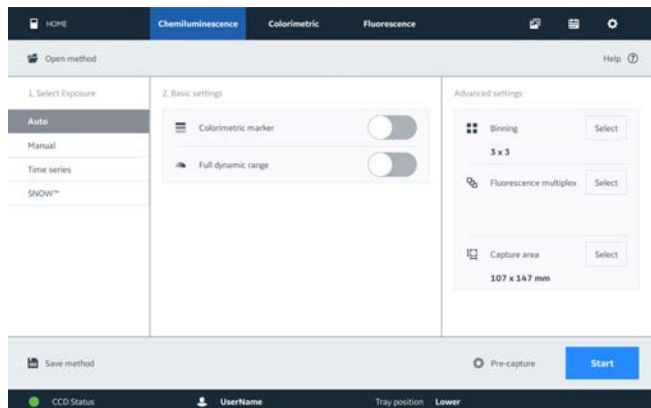 HOME
Chemiluminescence
Colorimetric
Fluorescence
Open method
Help ?
1. Select Exposure
Auto
Manual
Time series
SNOW™
2. Basic settings
Colorimetric marker
Full dynamic range
Advanced settings
Binning
Select
3 x 3
Fluorescence multiplex
Select
Capture area
Select
107 x 147 mm
Save method
Pre-capture
Start
CCD Status
UserName
Tray position Lower